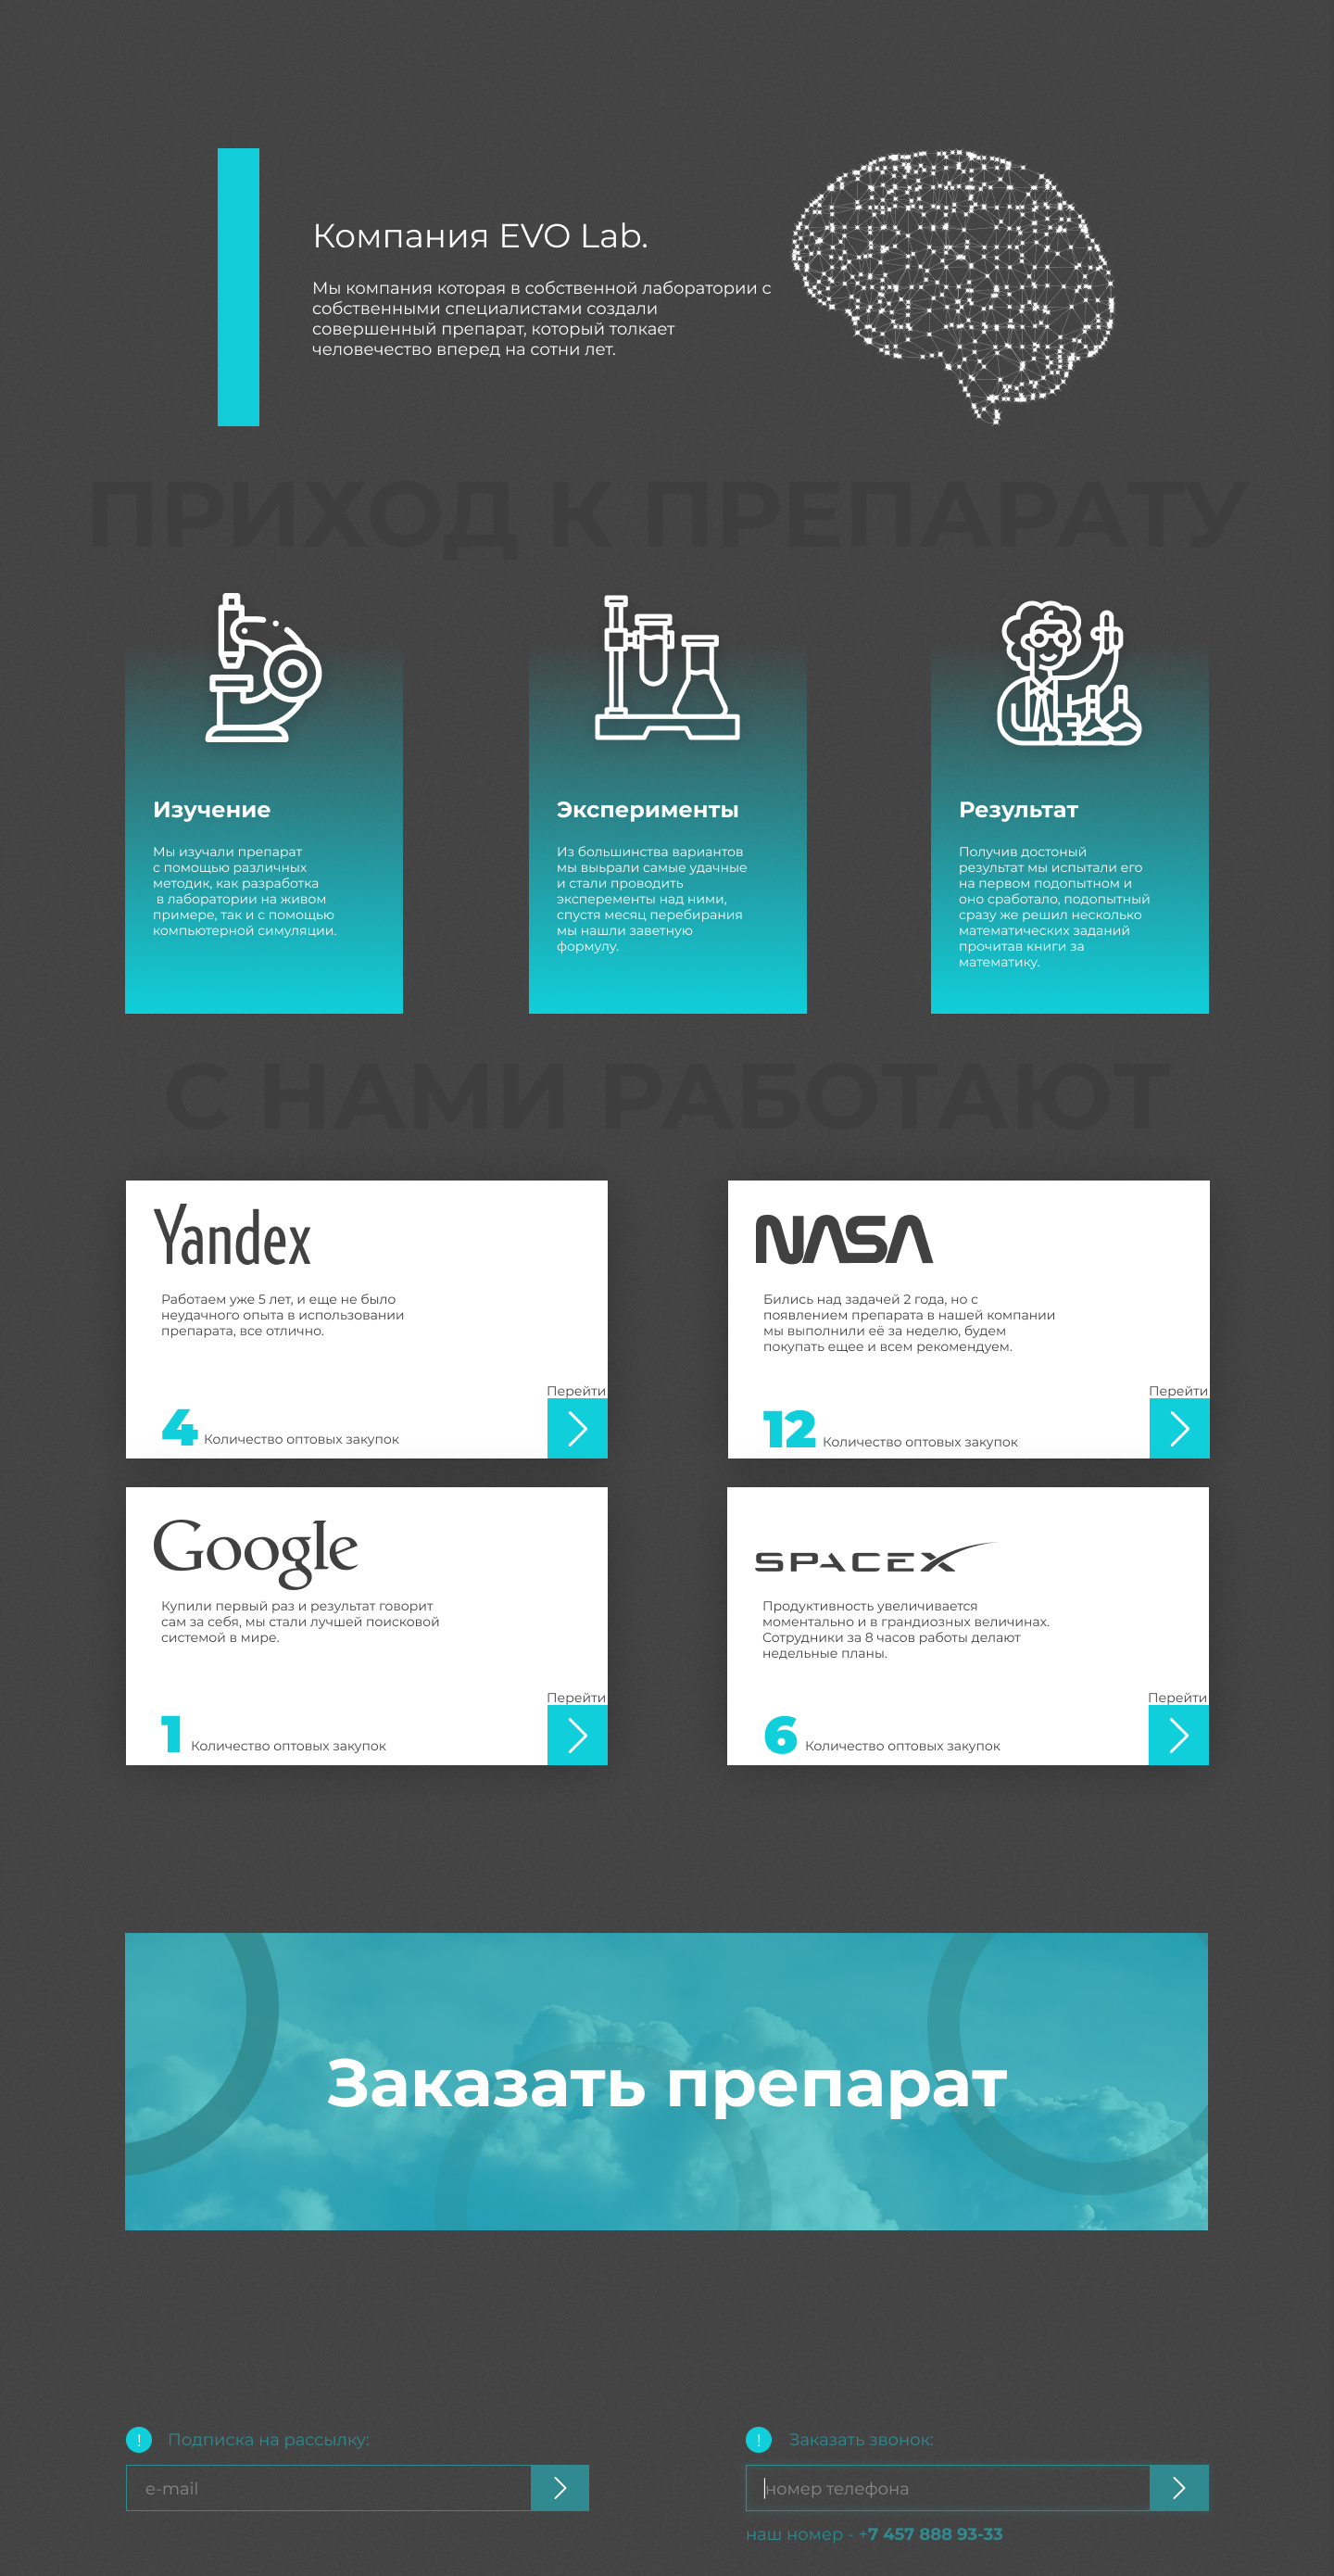 Компания EVO Lab.
Мы компания которая в собственной лаборатории с
собственными специалистами создали
совершенный препарат, который толкает
человечество вперед на сотни лет.
ПРИХОД К ПРЕПАРАТУ
Изучение
Мы изучали препарат
с помощью различных
методик, как разработка
в лаборатории на живом
примере, так и с помощью
компьютерной симуляции.
Эксперименты
Из большинства вариантов
мы выьрали самые удачные
и стали проводить
эксперементы над ними,
спустя месяц перебирания
мы нашли заветную
формулу.
Результат
Получив достоный
результат мы испытали его
на первом подопытном и
оно сработало, подопытный
сразу же решил несколько
математических заданий
прочитав книги за
математику.
С НАМИ РАБОТАЮТ
Yandex
Работаем уже 5 лет, и еще не было
неудачного опыта в использовании
препарата, все отлично.
Перейти
4 Количество оптовых закупок
NASA
Бились над задачей 2 года, но с
появлением препарата в нашей компании
мы выполнили её за неделю, будем
покупать ещее и всем рекомендуем.
Перейти
12 Количество оптовых закупок
Google
Купили первый раз и результат говорит
сам за себя, мы стали лучшей поисковой
системой в мире.
Перейти
1 Количество оптовых закупок
SPACEX
Продуктивность увеличивается
моментально и в грандиозных величинах.
Сотрудники за 8 часов работы делают
недельные планы.
Перейти
6 Количество оптовых закупок
Заказать препарат
! Подписка на рассылку:
e-mail
! Заказать звонок:
номер телефона
наш номер - +7 457 888 93-33